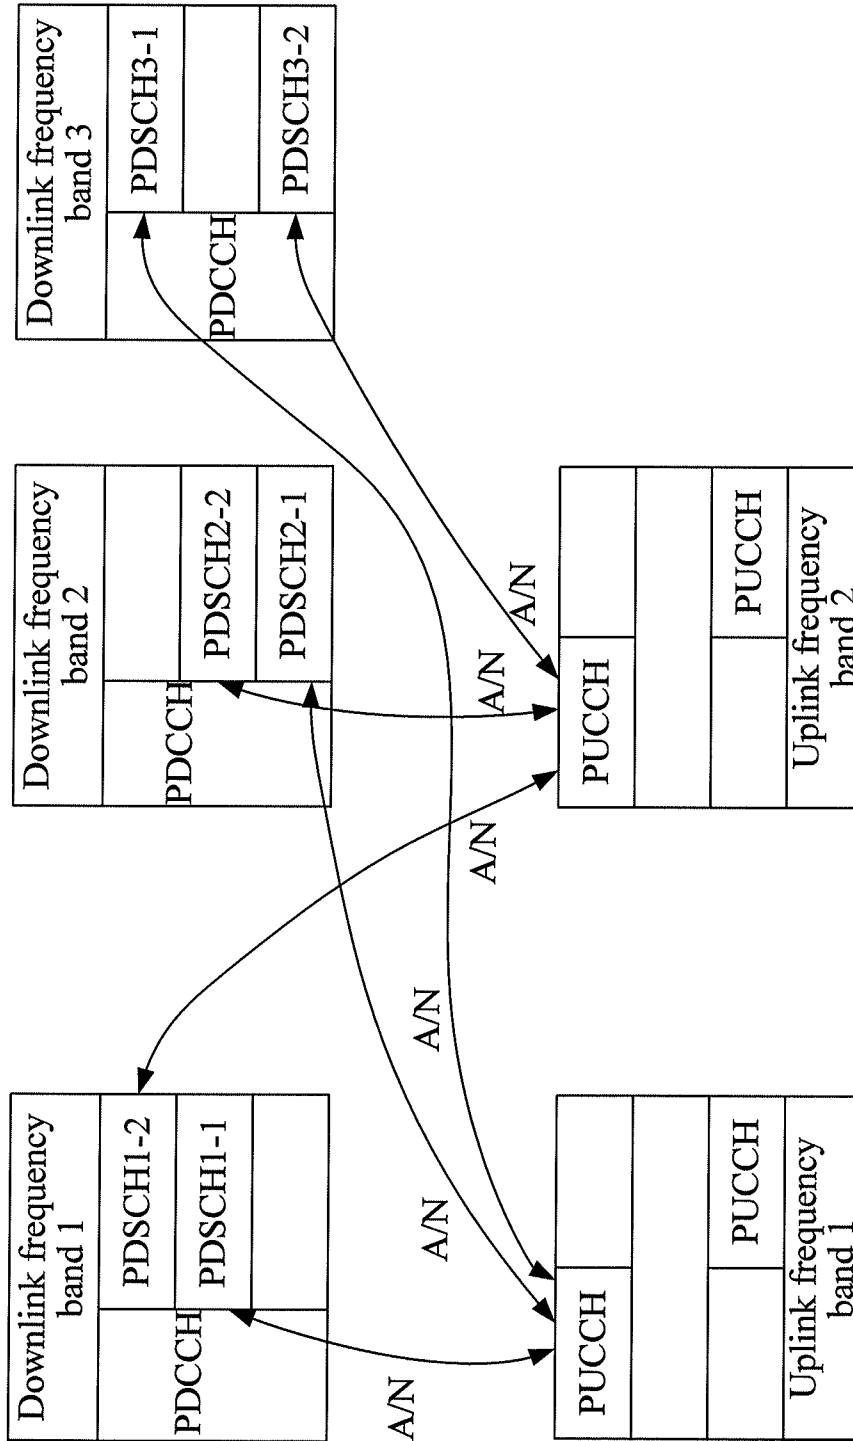 Downlink frequency
band 1
PDSCH1-2
PDCCH
PDSCH1-1
Downlink frequency
band 2
PDCCH
PDSCH2-2
PDSCH2-1
Downlink frequency
band 3
PDSCH3-1
PDCCH
PDSCH3-2
A/N
A/N
A/N
A/N
A/N
A/N
PUCCH
PUCCH
Uplink frequency
band 1
PUCCH
PUCCH
Uplink frequency
band 2